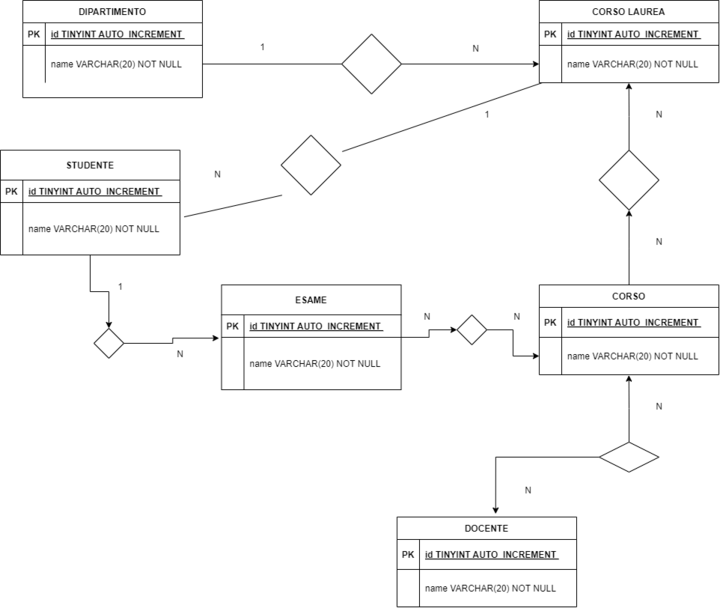 DIPARTIMENTO
PK id TINYINT AUTO_INCREMENT
name VARCHAR(20) NOT NULL
1
N
CORSO LAUREA
PK id TINYINT AUTO_INCREMENT
name VARCHAR(20) NOT NULL
1
N
N
STUDENTE
PK id TINYINT AUTO_INCREMENT
name VARCHAR(20) NOT NULL
N
1
N
ESAME
PK id TINYINT AUTO_INCREMENT
name VARCHAR(20) NOT NULL
N
N
CORSO
PK id TINYINT AUTO_INCREMENT
name VARCHAR(20) NOT NULL
N
N
DOCENTE
PK id TINYINT AUTO_INCREMENT
name VARCHAR(20) NOT NULL